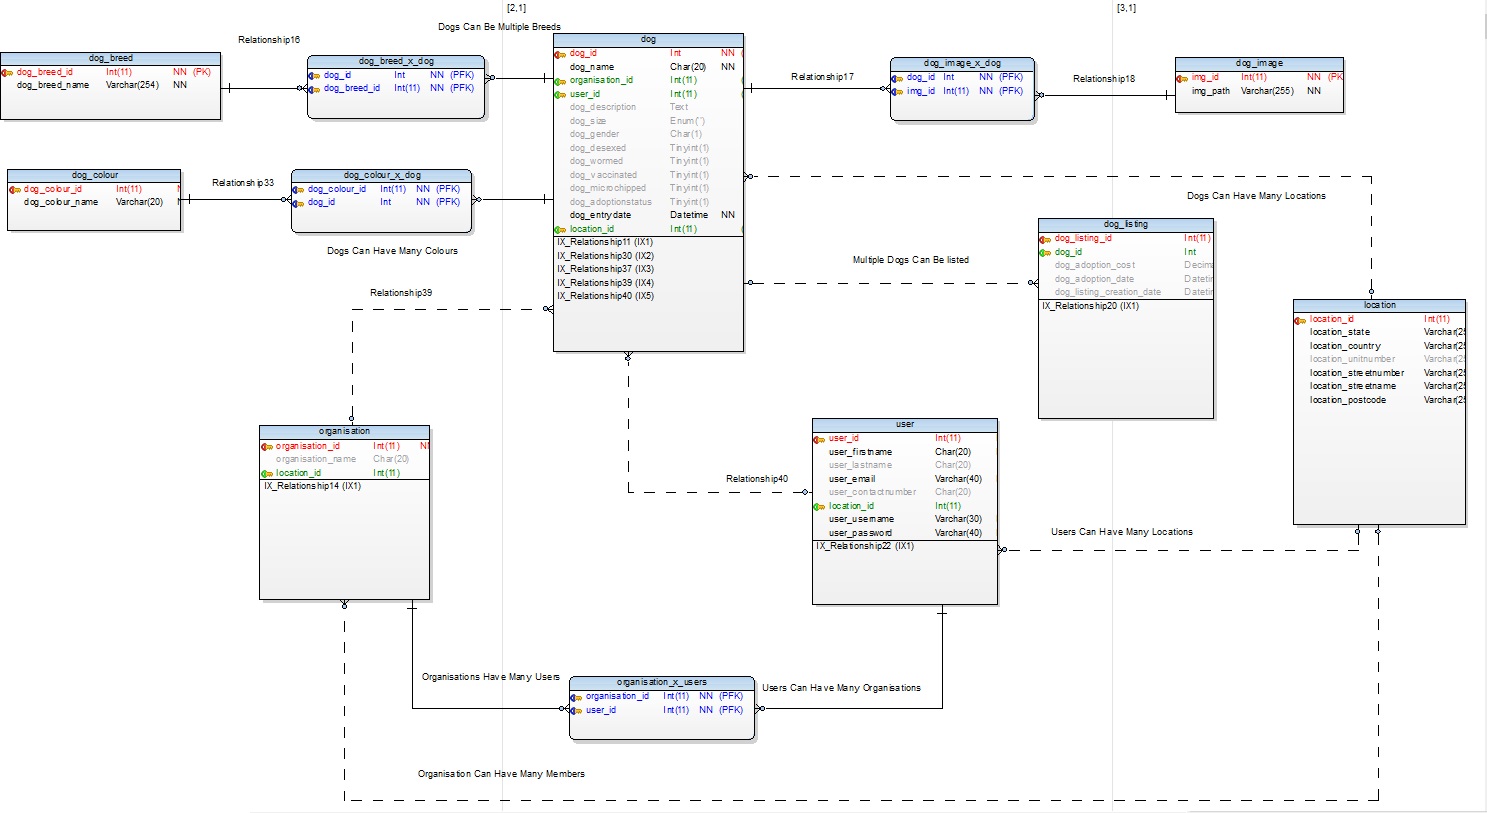 [2,1]
[3,1]
Dogs Can Be Multiple Breeds
Relationship16
dog_breed
dog_breed_id Int(11) NN (PK)
dog_breed_name Varchar(254) NN
dog_breed_x_dog
dog_id Int NN (PFK)
dog_breed_id Int(11) NN (PFK)
dog
dog_id Int NN (
dog_name Char(20) NN
organisation_id Int(11)
user_id Int(11)
dog_description Text
dog_size Enum('')
dog_gender Char(1)
dog_desexed Tinyint(1)
dog_wormed Tinyint(1)
dog_vaccinated Tinyint(1)
dog_microchipped Tinyint(1)
dog_adoptionstatus Tinyint(1)
dog_entrydate Datetime NN
location_id Int(11)
IX_Relationship11 (IX1)
IX_Relationship30 (IX2)
IX_Relationship37 (IX3)
IX_Relationship39 (IX4)
IX_Relationship40 (IX5)
Relationship17
dog_image_x_dog
dog_id Int NN (PFK)
img_id Int(11) NN (PFK)
Relationship18
dog_image
img_id Int(11) NN (PK
img_path Varchar(255) NN
dog_colour
dog_colour_id Int(11)
dog_colour_name Varchar(20)
Relationship33
dog_colour_x_dog
dog_colour_id Int(11) NN (PFK)
dog_id Int NN (PFK)
Dogs Can Have Many Colours
Dogs Can Have Many Locations
dog_listing
dog_listing_id Int(11)
dog_id Int
dog_adoption_cost Decim
dog_adoption_date Dateti
dog_listing_creation_date Dateti
IX_Relationship20 (IX1)
Multiple Dogs Can Be listed
Relationship39
location
location_id Int(11)
location_state Varchar(2
location_country Varchar(2
location_unitnumber Varchar(2
location_streetnumber Varchar(2
location_streetname Varchar(2
location_postcode Varchar(2
organisation
organisation_id Int(11) N
organisation_name Char(20)
location_id Int(11)
IX_Relationship14 (IX1)
Relationship40
user
user_id Int(11)
user_firstname Char(20)
user_lastname Char(20)
user_email Varchar(40)
user_contactnumber Char(20)
location_id Int(11)
user_username Varchar(30)
user_password Varchar(40)
IX_Relationship22 (IX1)
Users Can Have Many Locations
Organisations Have Many Users
organisation_x_users
organisation_id Int(11) NN (PFK)
user_id Int(11) NN (PFK)
Users Can Have Many Organisations
Organisation Can Have Many Members